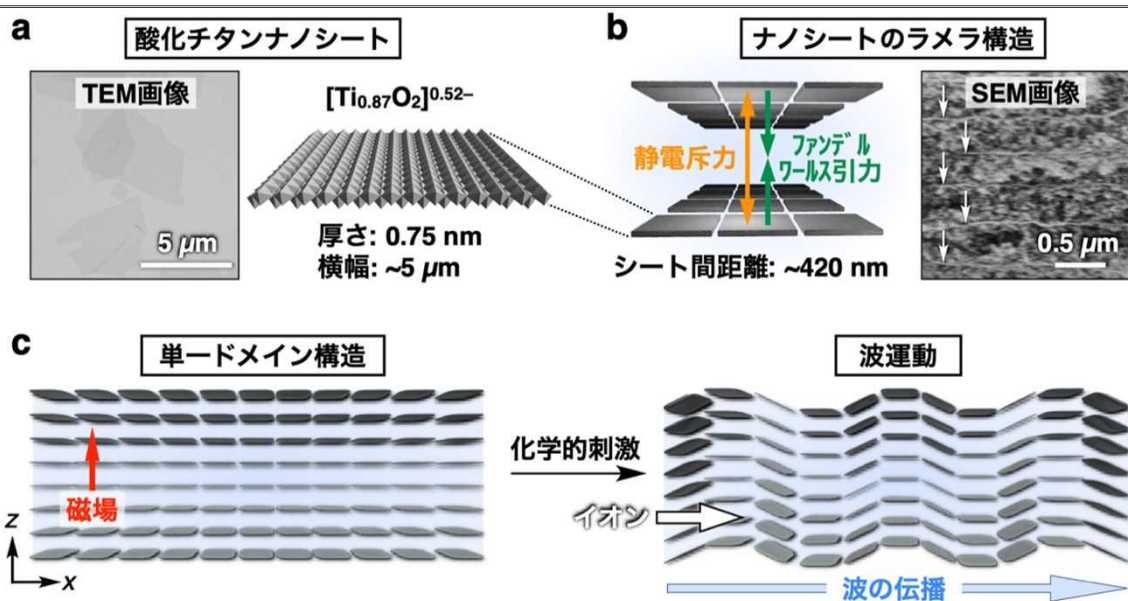 a
酸化チタンナノシート
TEM画像
5 μm
[Ti0.87O2]0.52–
厚さ: 0.75 nm
横幅: ~5 μm
b
ナノシートのラメラ構造
静電斥力
ファンデル
ワールス引力
シート間距離: ~420 nm
SEM画像
0.5 μm
c
単一ドメイン構造
磁場
z
x
化学的刺激
波運動
イオン
波の伝播